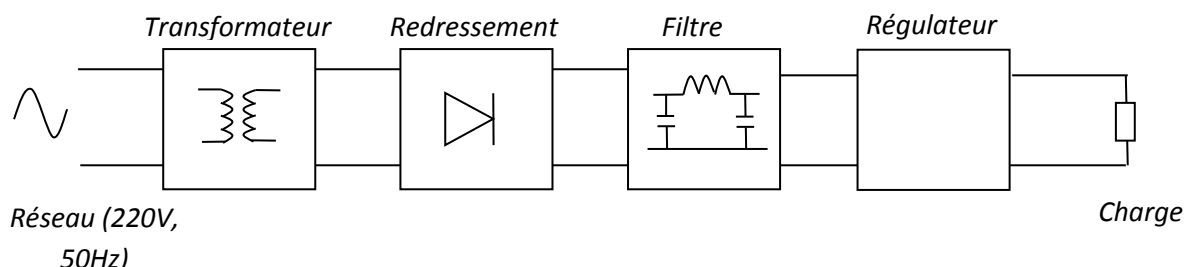 Transformateur
Redressement
Filtre
Régulateur
Réseau (220V,
50Hz)
Charge